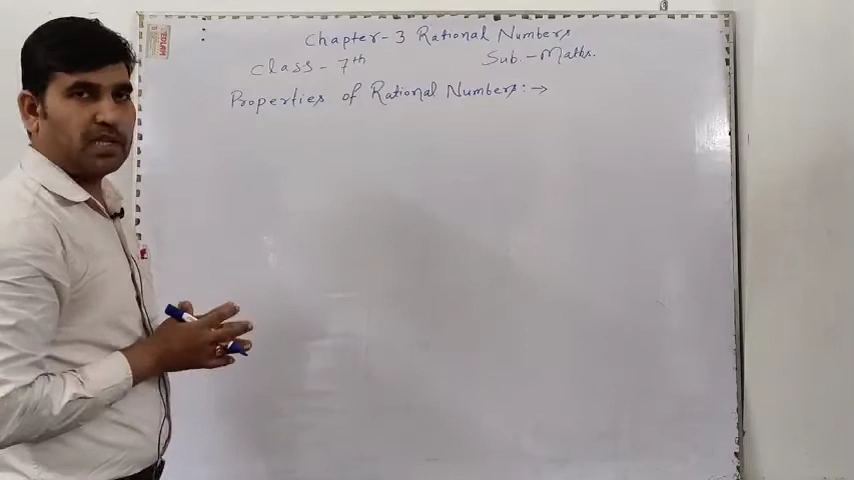 Chapter-3 Rational Numbers
Class-7th Sub.-Maths.
Properties of Rational Numbers:→